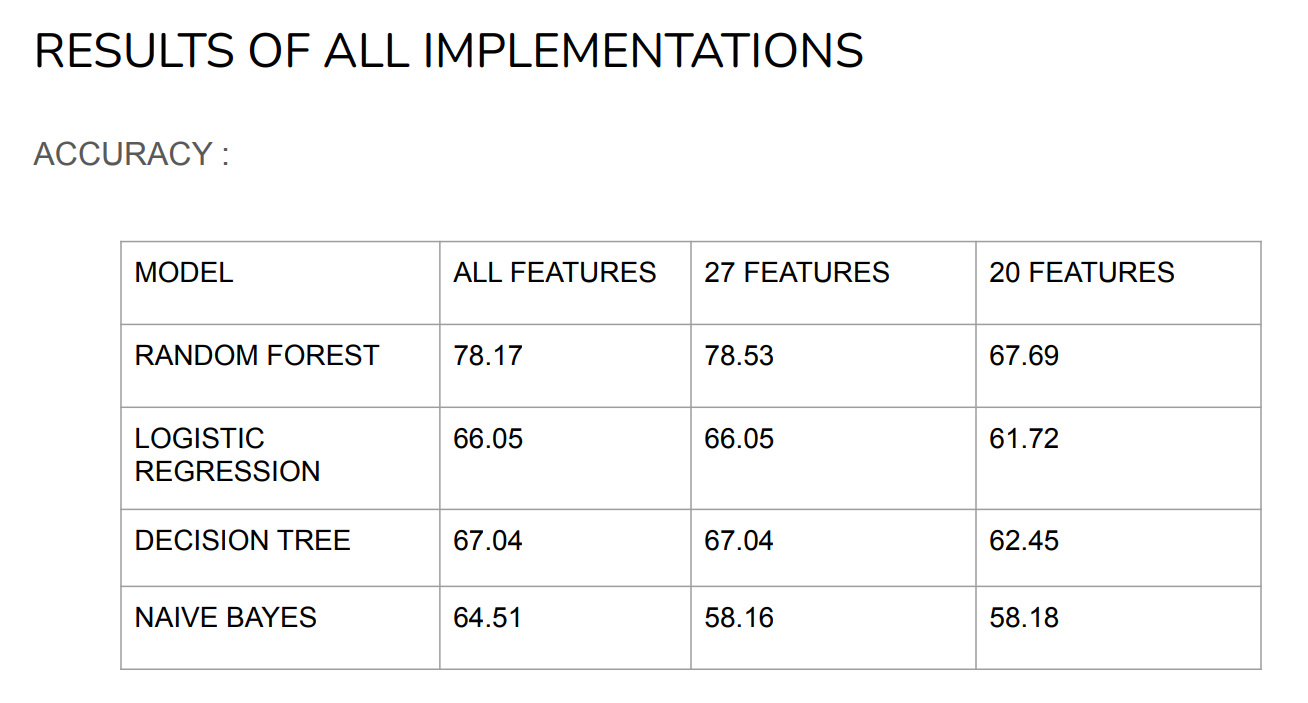 RESULTS OF ALL IMPLEMENTATIONS
ACCURACY :
MODEL ALL FEATURES 27 FEATURES 20 FEATURES
RANDOM FOREST 78.17 78.53 67.69
LOGISTIC 66.05 66.05 61.72
REGRESSION
DECISION TREE 67.04 67.04 62.45
NAIVE BAYES 64.51 58.16 58.18